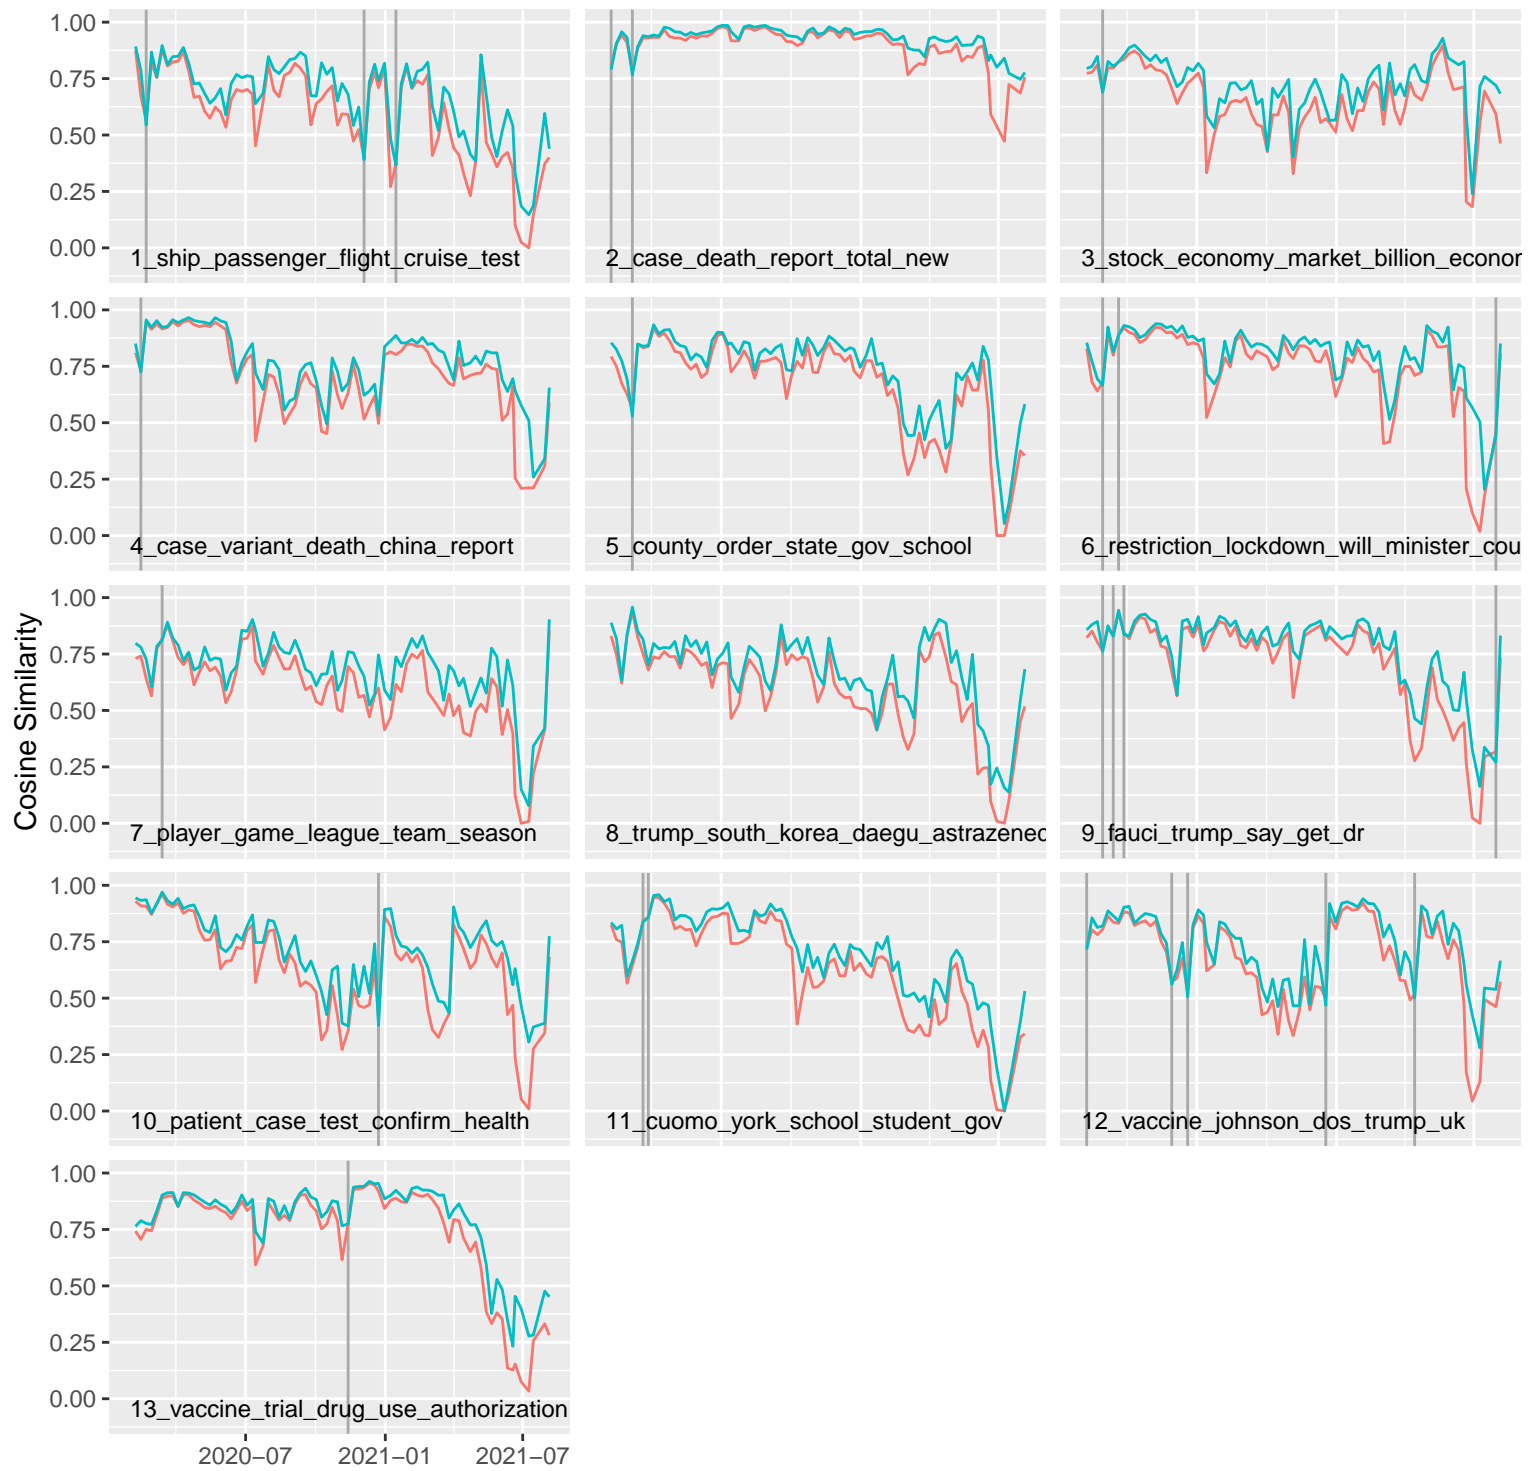 1.00
0.75
0.50
0.25
0.00
1_ship_passenger_flight_cruise_test
2_case_death_report_total_new
3_stock_economy_market_billion_econor
1.00
0.75
0.50
0.25
0.00
4_case_variant_death_china_report
5_county_order_state_gov_school
6_restriction_lockdown_will_minister_cou
Cosine Similarity
1.00
0.75
0.50
0.25
0.00
7_player_game_league_team_season
8_trump_south_korea_daegu_astrazenec
9_fauci_trump_say_get_dr
1.00
0.75
0.50
0.25
0.00
10_patient_case_test_confirm_health
11_cuomo_york_school_student_gov
12_vaccine_johnson_dos_trump_uk
1.00
0.75
0.50
0.25
0.00
13_vaccine_trial_drug_use_authorization
2020−07 2021−01 2021−07